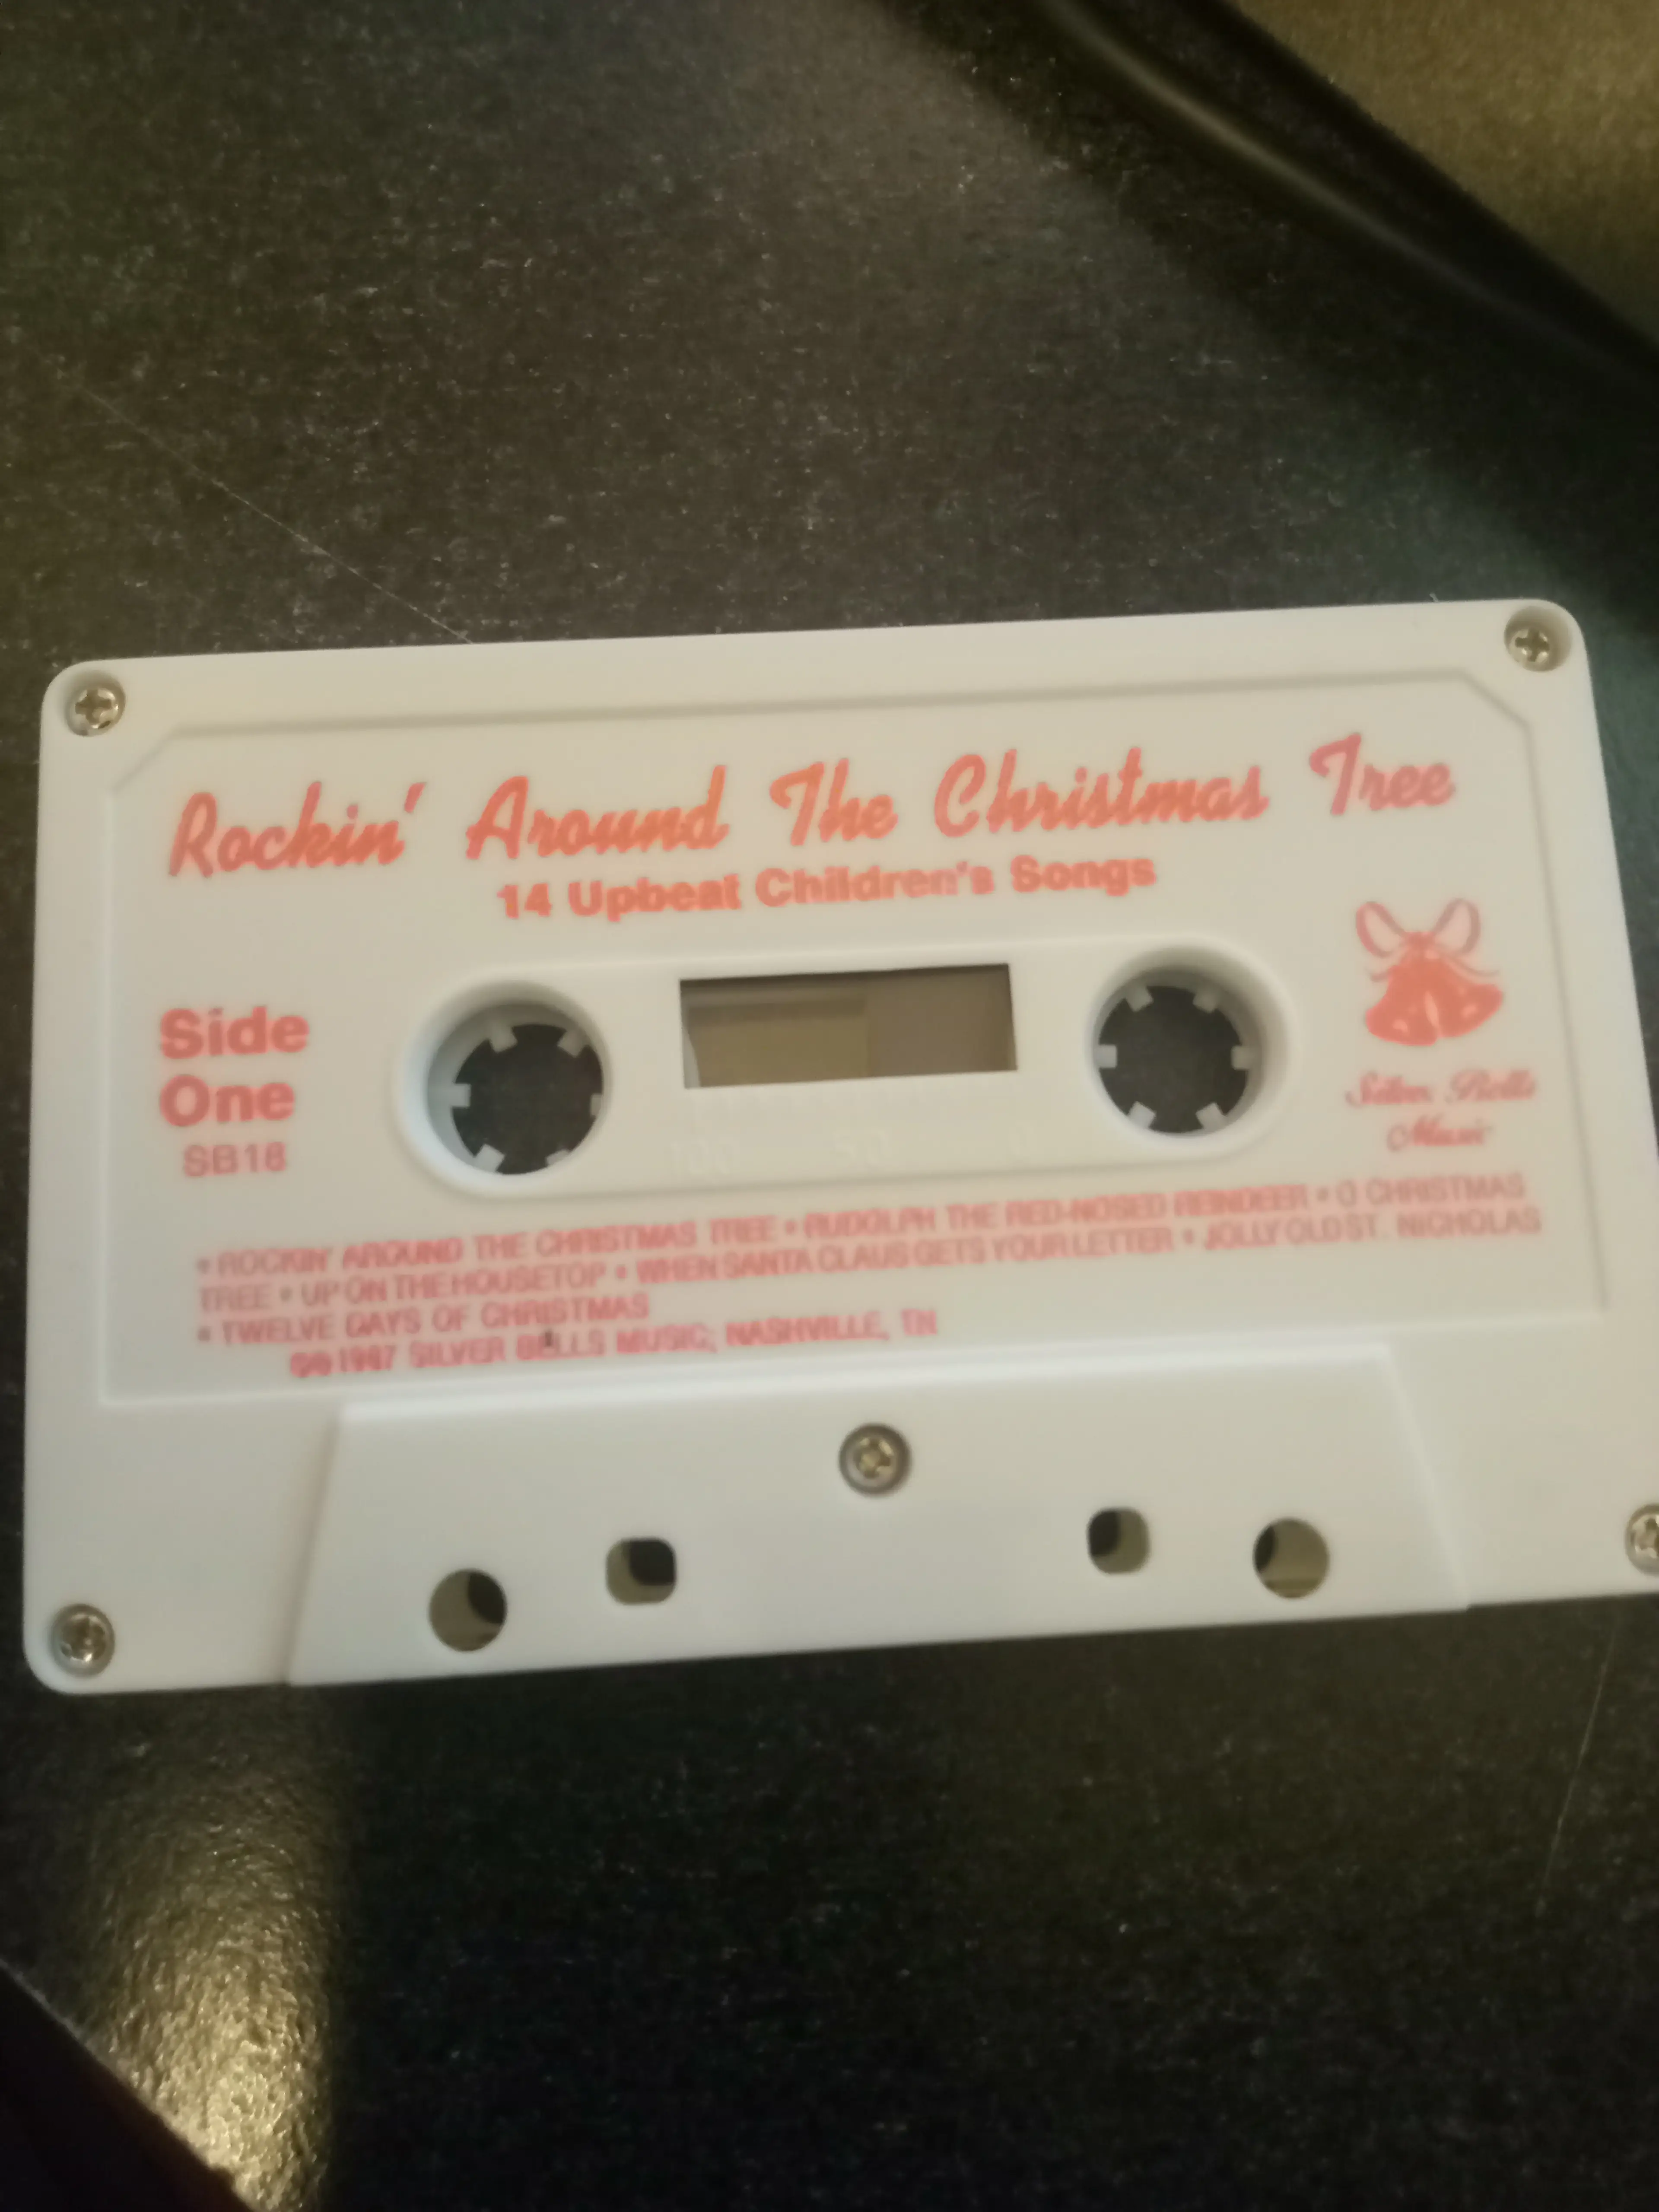 Rockin' Around The Christmas Tree
14 Upbeat Children's Songs
Side
One
SB18
Silver Bells
Music
• ROCKIN' AROUND THE CHRISTMAS TREE • RUDOLPH THE RED-NOSED REINDEER • O CHRISTMAS
TREE • UP ON THE HOUSETOP • WHEN SANTA CLAUS GETS YOUR LETTER • JOLLY OLD ST. NICHOLAS
• TWELVE DAYS OF CHRISTMAS
©℗1987 SILVER BELLS MUSIC, NASHVILLE, TN